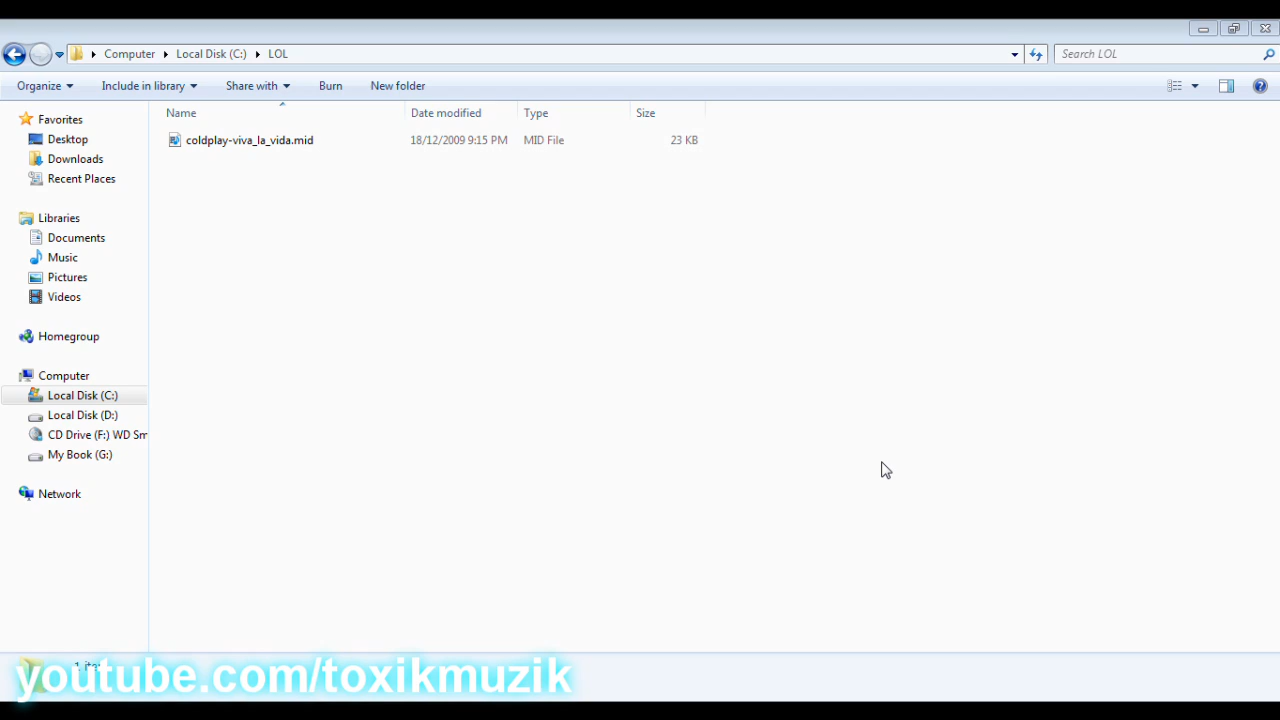 Computer Local Disk (C:) LOL
Search LOL
Organize Include in library Share with Burn New folder
Name Date modified Type Size
coldplay-viva_la_vida.mid 18/12/2009 9:15 PM MID File 23 KB
Favorites
Desktop
Downloads
Recent Places
Libraries
Documents
Music
Pictures
Videos
Homegroup
Computer
Local Disk (C:)
Local Disk (D:)
CD Drive (F:) WD Sm
My Book (G:)
Network
youtube.com/toxikmuzik